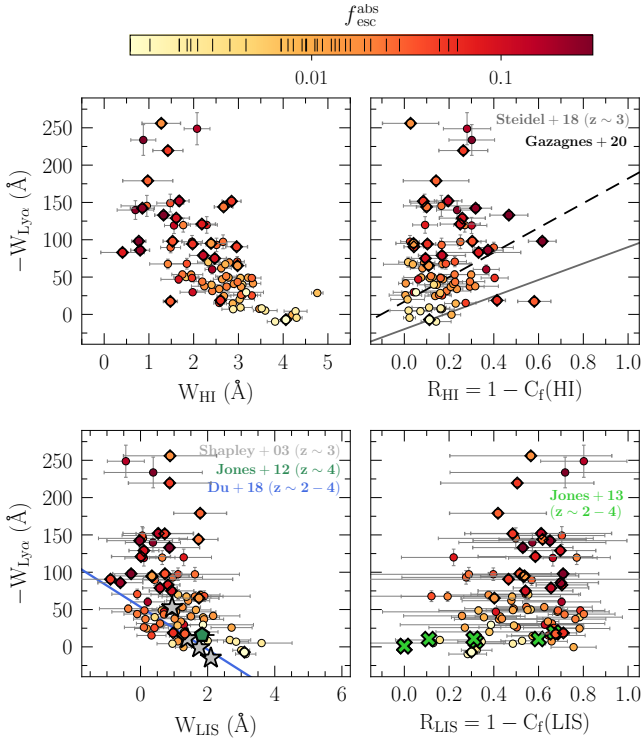 f_esc^abs
0.01 0.1
Steidel + 18 (z ∼ 3)
Gazagnes + 20
−W_Lyα (Å)
250
200
150
100
50
0
0 1 2 3 4 5
W_HI (Å)
0.0 0.2 0.4 0.6 0.8 1.0
R_HI = 1 − C_f(HI)
Shapley + 03 (z ∼ 3)
Jones + 12 (z ∼ 4)
Du + 18 (z ∼ 2 − 4)
Jones + 13
(z ∼ 2 − 4)
−W_Lyα (Å)
250
200
150
100
50
0
0 2 4 6
W_LIS (Å)
0.0 0.2 0.4 0.6 0.8 1.0
R_LIS = 1 − C_f(LIS)